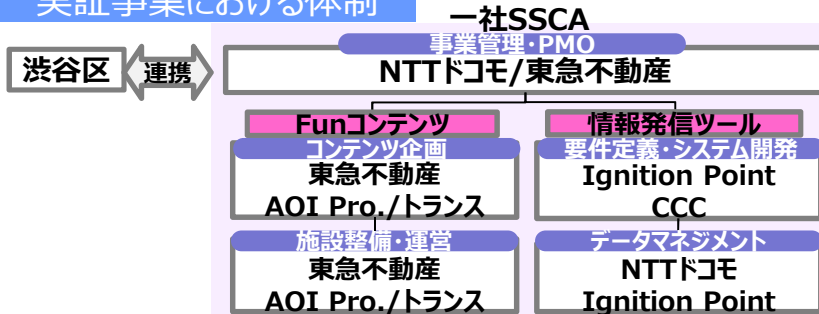 実証事業における体制
一社SSCA
事業管理・PMO
渋谷区
連携
NTTドコモ/東急不動産
Funコンテンツ
情報発信ツール
コンテンツ企画
要件定義・システム開発
東急不動産
AOI Pro./トランス
Ignition Point
CCC
施設整備・運営
データマネジメント
東急不動産
AOI Pro./トランス
NTTドコモ
Ignition Point